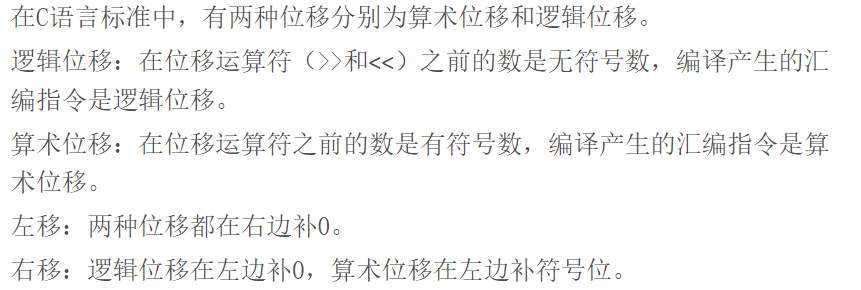 在C语言标准中，有两种位移分别为算术位移和逻辑位移。
逻辑位移：在位移运算符（>>和<<）之前的数是无符号数，编译产生的汇
编指令是逻辑位移。
算术位移：在位移运算符之前的数是有符号数，编译产生的汇编指令是算
术位移。
左移：两种位移都在右边补0。
右移：逻辑位移在左边补0，算术位移在左边补符号位。